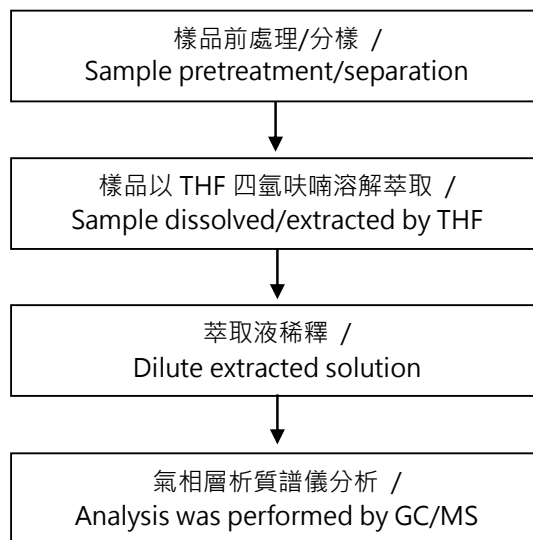 樣品前處理/分樣 /
Sample pretreatment/separation
樣品以 THF 四氫呋喃溶解萃取 /
Sample dissolved/extracted by THF
萃取液稀釋 /
Dilute extracted solution
氣相層析質譜儀分析 /
Analysis was performed by GC/MS